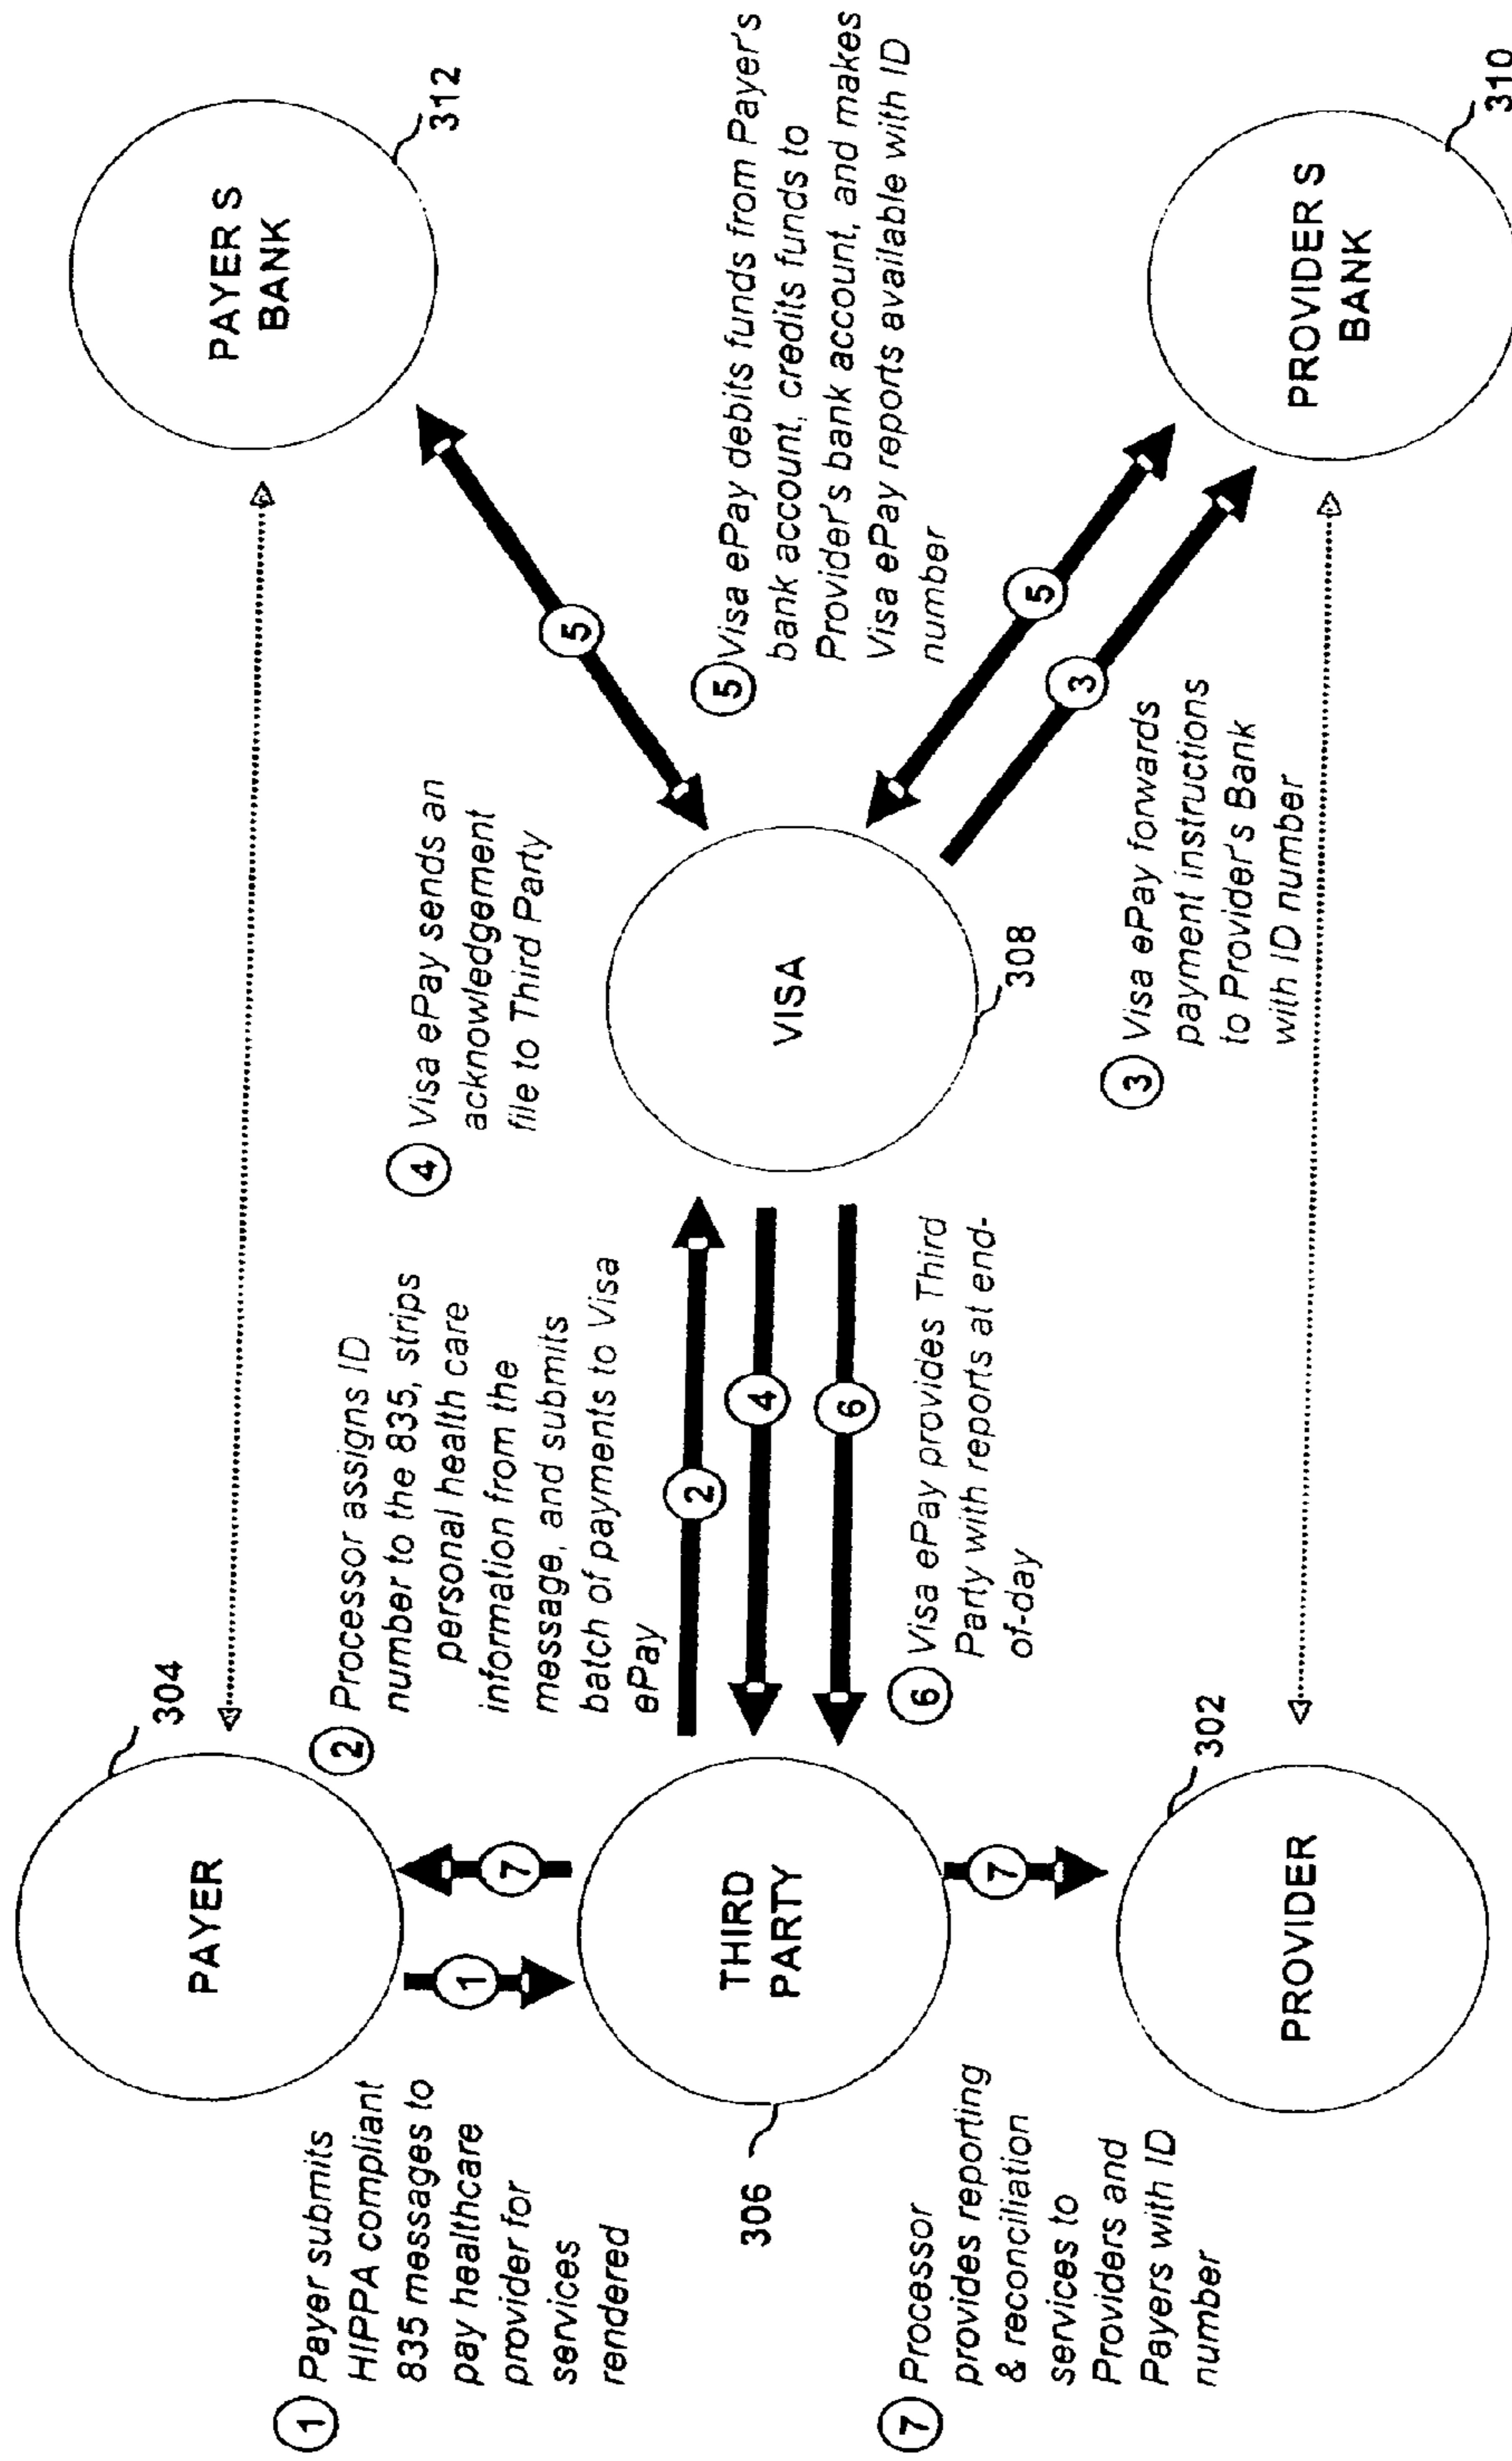 ① Payer submits
HIPPA compliant
835 messages to
pay healthcare
provider for
services
rendered
PAYER
304
② Processor assigns ID
number to the 835, strips
personal health care
information from the
message, and submits
batch of payments to Visa
ePay
④ Visa ePay sends an
acknowledgement
file to Third Party
PAYER S
BANK
312
1
7
5
THIRD
PARTY
306
2
4
6
VISA
308
⑤ Visa ePay debits funds from Payer's
bank account, credits funds to
Provider's bank account, and makes
Visa ePay reports available with ID
number
⑦ Processor
provides reporting
& reconciliation
services to
Providers and
Payers with ID
number
7
⑥ Visa ePay provides Third
Party with reports at end-
of-day
5
3
③ Visa ePay forwards
payment instructions
to Provider's Bank
with ID number
PROVIDER
302
PROVIDER S
BANK
310